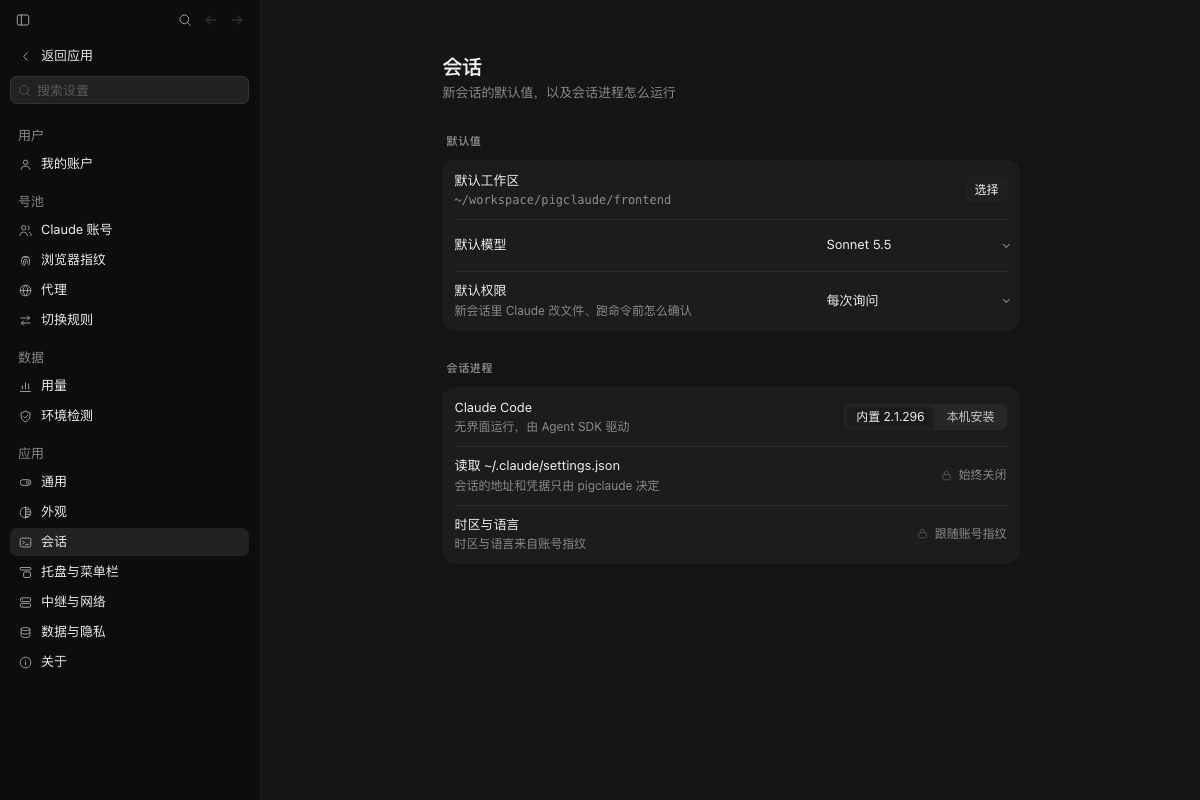 返回应用
搜索设置
用户
我的账户
号池
Claude 账号
浏览器指纹
代理
切换规则
数据
用量
环境检测
应用
通用
外观
会话
托盘与菜单栏
中继与网络
数据与隐私
关于
会话
新会话的默认值，以及会话进程怎么运行
默认值
默认工作区
~/workspace/pigclaude/frontend
选择
默认模型
Sonnet 5.5
默认权限
新会话里 Claude 改文件、跑命令前怎么确认
每次询问
会话进程
Claude Code
无界面运行，由 Agent SDK 驱动
内置 2.1.296
本机安装
读取 ~/.claude/settings.json
会话的地址和凭据只由 pigclaude 决定
始终关闭
时区与语言
时区与语言来自账号指纹
跟随账号指纹